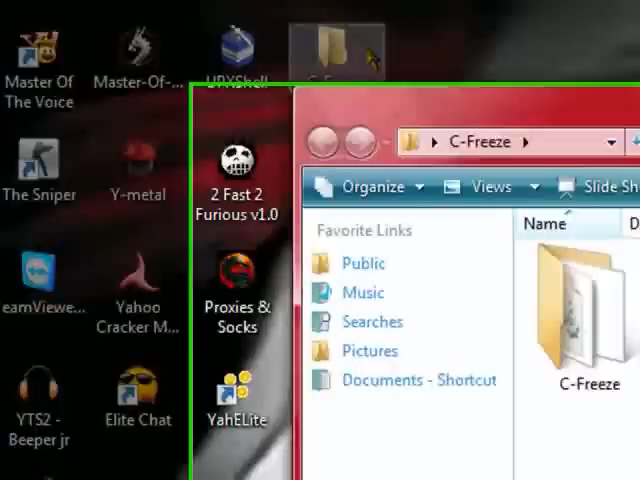 Master Of
The Voice
Master-Of-...
UPXShell
C-Freeze
The Sniper
Y-metal
2 Fast 2
Furious v1.0
eamViewe...
Yahoo
Cracker M...
Proxies &
Socks
YTS2 -
Beeper jr
Elite Chat
YahELite
C-Freeze
Organize
Views
Slide Sh
Favorite Links
Public
Music
Searches
Pictures
Documents - Shortcut
Name
D
C-Freeze